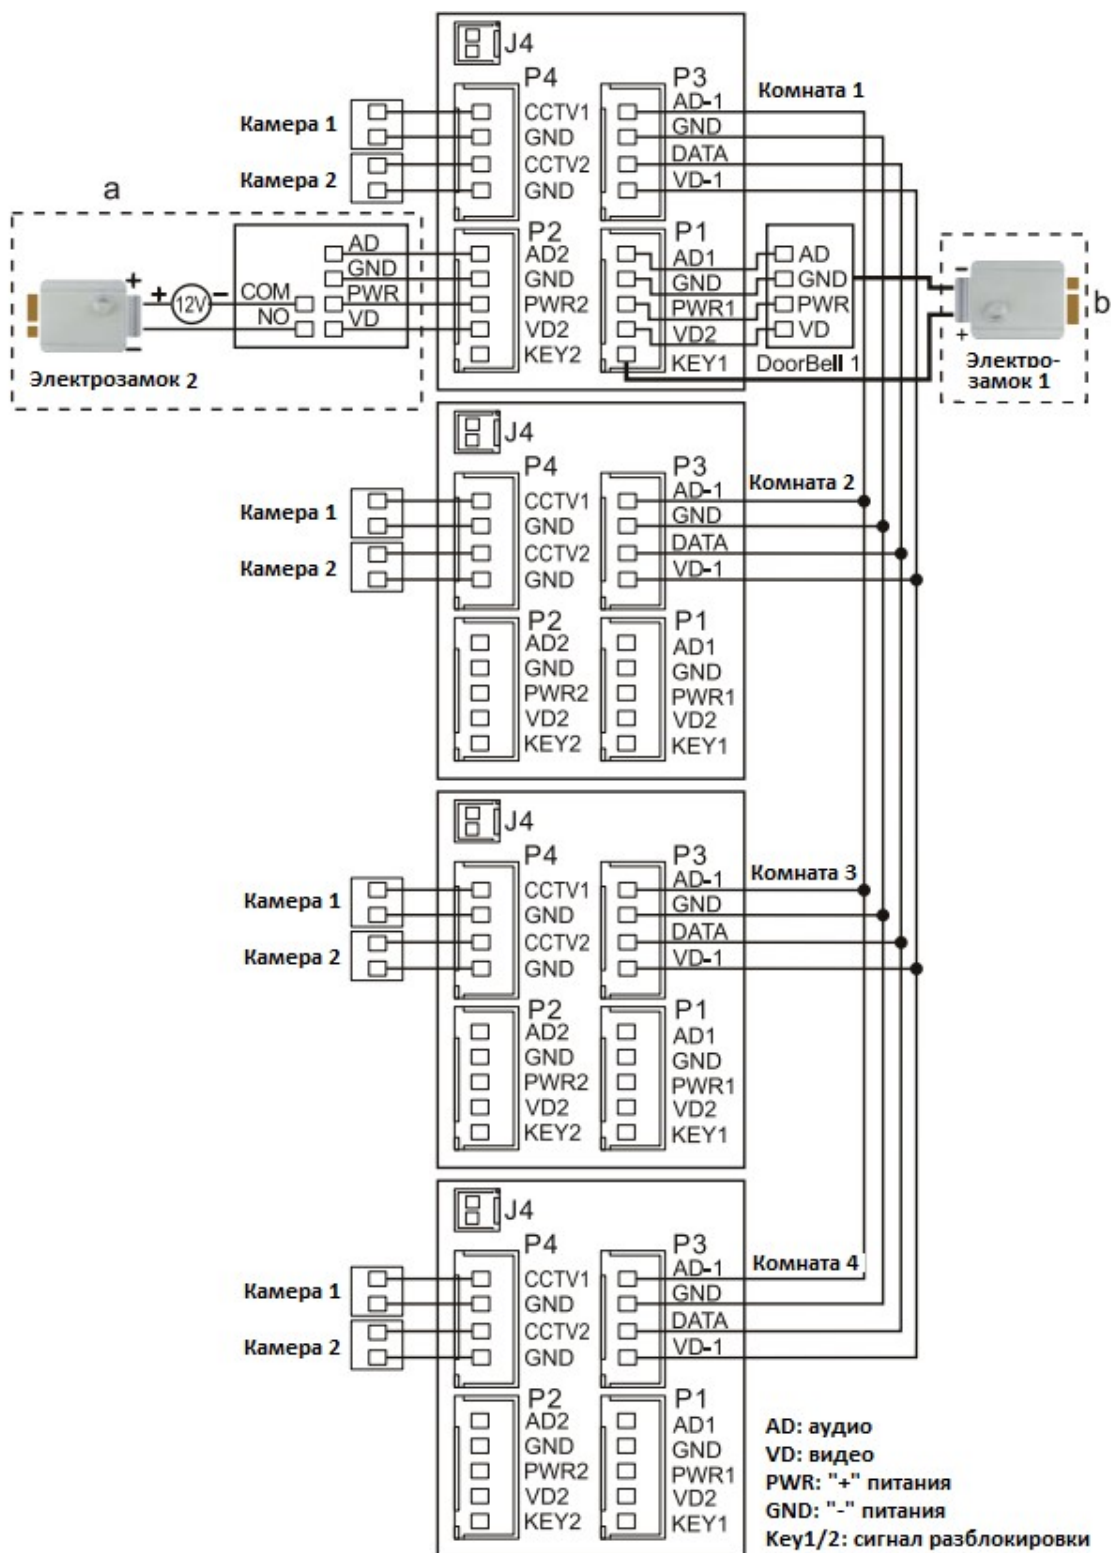 J4
P4
P3
Комната 1
AD-1
Камера 1
CCTV1
GND
GND
DATA
Камера 2
CCTV2
VD-1
GND
a
P2
P1
AD
AD2
AD1
AD
GND
GND
GND
GND
b
+ 12V - COM
PWR
PWR2
PWR1
PWR
NO
VD
VD2
VD2
VD
KEY2
KEY1
DoorBell 1
Электрозамок 2
Электро-
замок 1
J4
P4
P3
Комната 2
AD-1
Камера 1
CCTV1
GND
GND
DATA
Камера 2
CCTV2
VD-1
GND
P2
P1
AD2
AD1
GND
GND
PWR2
PWR1
VD2
VD2
KEY2
KEY1
J4
P4
P3
Комната 3
AD-1
Камера 1
CCTV1
GND
GND
DATA
Камера 2
CCTV2
VD-1
GND
P2
P1
AD2
AD1
GND
GND
PWR2
PWR1
VD2
VD2
KEY2
KEY1
J4
P4
P3
Комната 4
AD-1
Камера 1
CCTV1
GND
GND
DATA
Камера 2
CCTV2
VD-1
GND
P2
P1
AD2
AD1
GND
GND
PWR2
PWR1
VD2
VD2
KEY2
KEY1
AD: аудио
VD: видео
PWR: "+" питания
GND: "-" питания
Key1/2: сигнал разблокировки